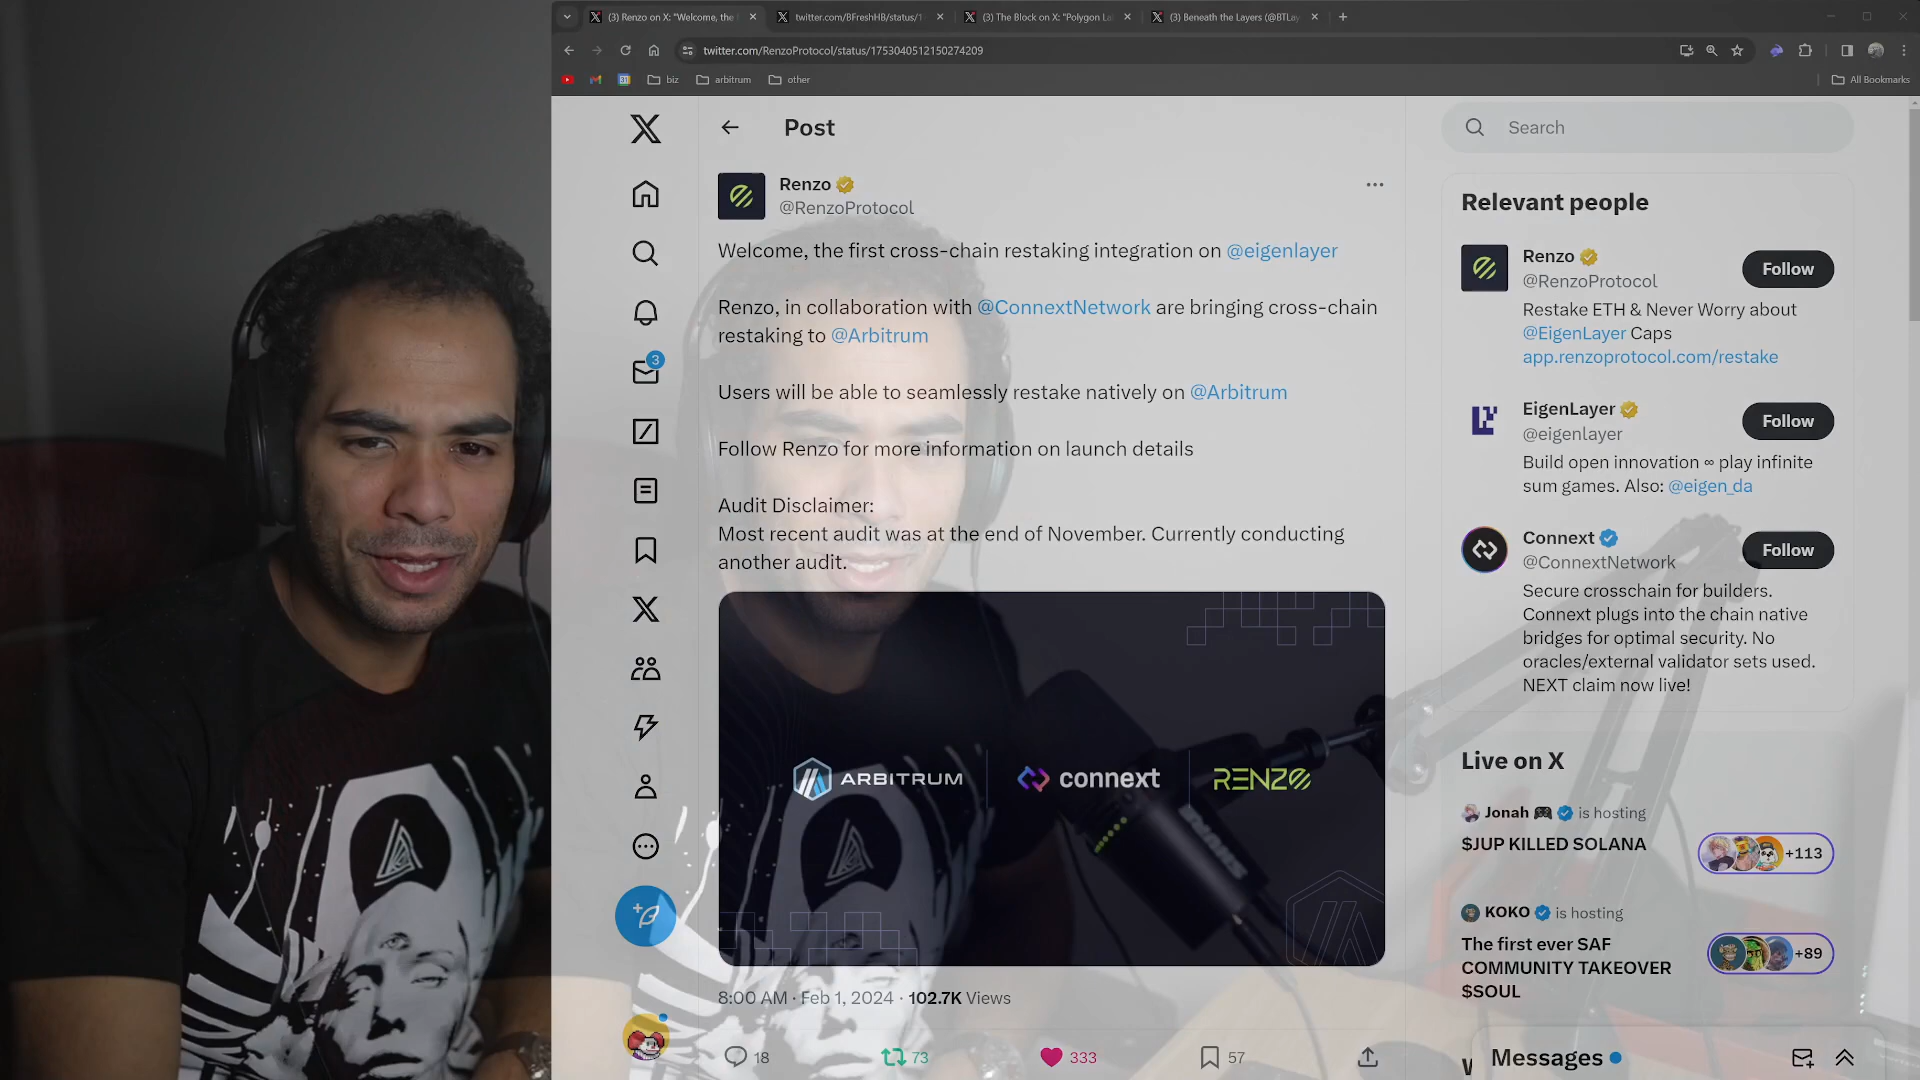 (3) Renzo on X: "Welcome, the
twitter.com/BFreshHB/status/1
(3) The Block on X: "Polygon La
(3) Beneath the Layers (@BTLay
twitter.com/RenzoProtocol/status/1753040512150274209
biz
arbitrum
other
All Bookmarks
Post
Search
Renzo
@RenzoProtocol
Welcome, the first cross-chain restaking integration on @eigenlayer
Renzo, in collaboration with @ConnextNetwork are bringing cross-chain
restaking to @Arbitrum
Users will be able to seamlessly restake natively on @Arbitrum
Follow Renzo for more information on launch details
Audit Disclaimer:
Most recent audit was at the end of November. Currently conducting
another audit.
ARBITRUM
connext
RENZO
8:00 AM · Feb 1, 2024 · 102.7K Views
18
73
333
57
3
Relevant people
Renzo
@RenzoProtocol
Follow
Restake ETH & Never Worry about
@EigenLayer Caps
app.renzoprotocol.com/restake
EigenLayer
@eigenlayer
Follow
Build open innovation ∞ play infinite
sum games. Also: @eigen_da
Connext
@ConnextNetwork
Follow
Secure crosschain for builders.
Connext plugs into the chain native
bridges for optimal security. No
oracles/external validator sets used.
NEXT claim now live!
Live on X
Jonah is hosting
$JUP KILLED SOLANA
+113
KOKO is hosting
The first ever SAF
COMMUNITY TAKEOVER
$SOUL
+89
Messages